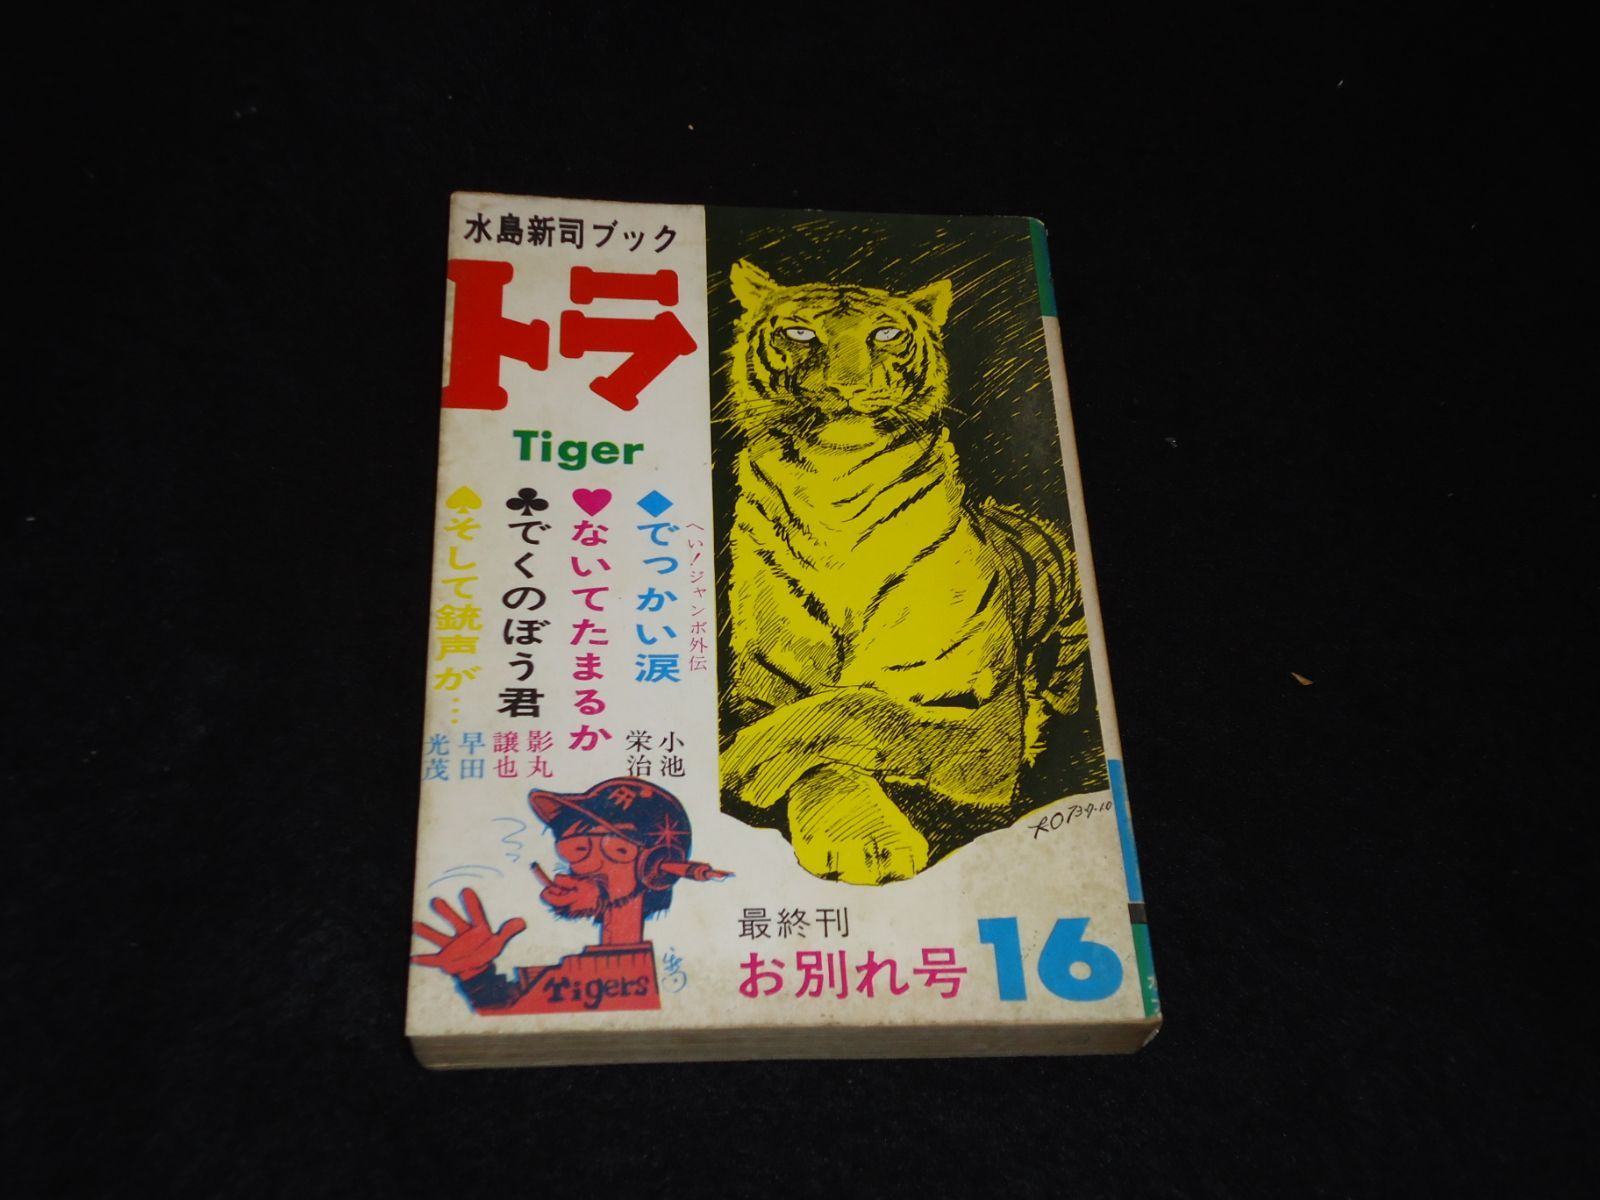 水島新司ブック
トラ
Tiger
へい!ジャンボ外伝
◆でっかい涙
小池栄治
♥ないてたまるか
♣でくのぼう君
影丸譲也
♠そして銃声が…
早田光茂
Tigers
最終刊
お別れ号
16